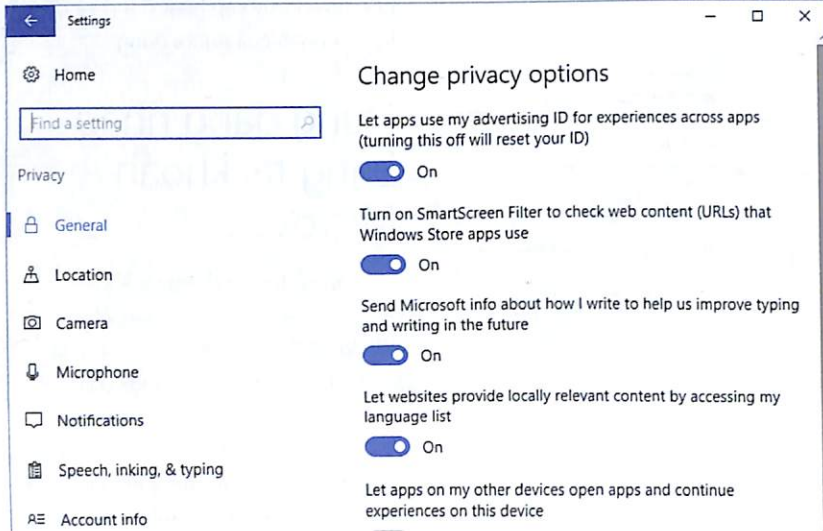 Settings
Home
Find a setting
Privacy
General
Location
Camera
Microphone
Notifications
Speech, inking, & typing
Account info
Change privacy options
Let apps use my advertising ID for experiences across apps
(turning this off will reset your ID)
On
Turn on SmartScreen Filter to check web content (URLs) that
Windows Store apps use
On
Send Microsoft info about how I write to help us improve typing
and writing in the future
On
Let websites provide locally relevant content by accessing my
language list
On
Let apps on my other devices open apps and continue
experiences on this device